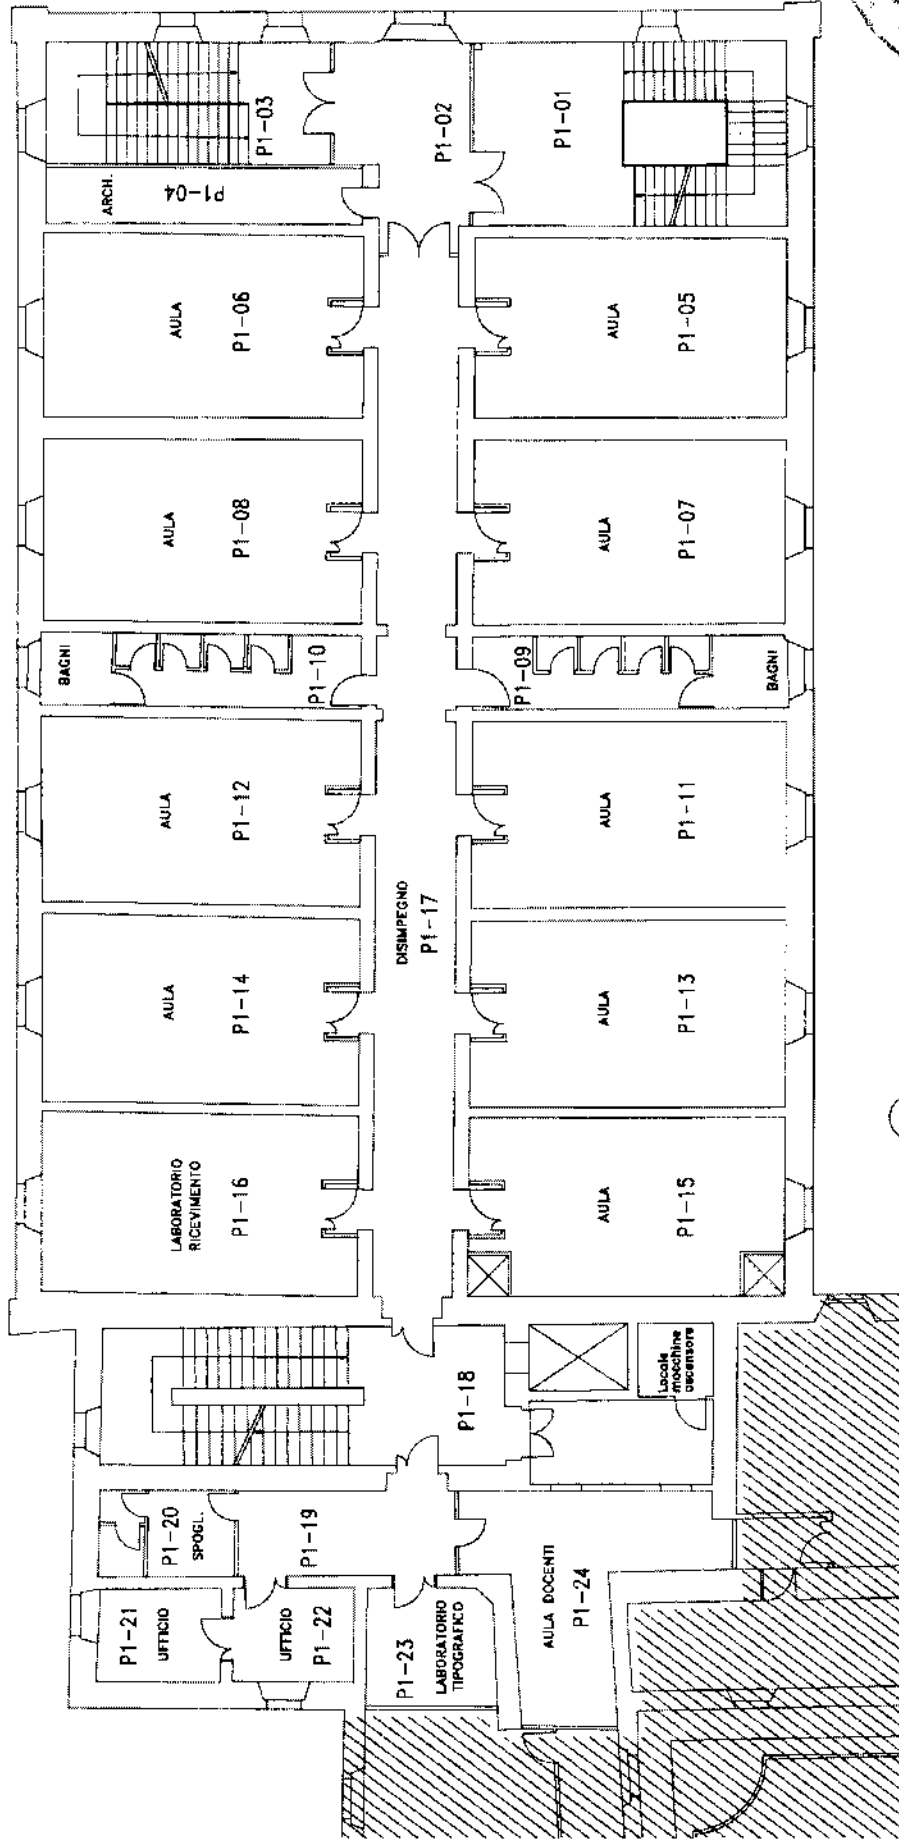 P1-03
P1-02
P1-01
ARCH.
P1-04
AULA
P1-06
AULA
P1-05
AULA
P1-08
AULA
P1-07
BAGNI
P1-10
P1-09
BAGNI
AULA
P1-12
AULA
P1-11
DISIMPEGNO
P1-17
AULA
P1-14
AULA
P1-13
LABORATORIO
RICEVIMENTO
P1-16
AULA
P1-15
P1-18
Locale
macchine
ascensore
P1-20
SPOGL.
P1-19
P1-21
UFFICIO
UFFICIO
P1-22
P1-23
LABORATORIO
TIPOGRAFICO
AULA DOCENTI
P1-24